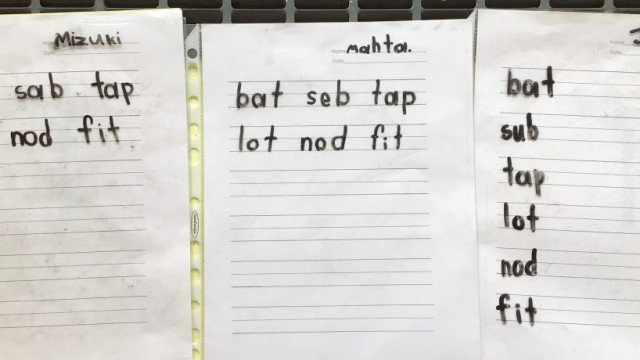 Mizuki
sab tap
nod fit
Mahta.
bat seb tap
lot nod fit
bat
sub
tap
lot
nod
fit